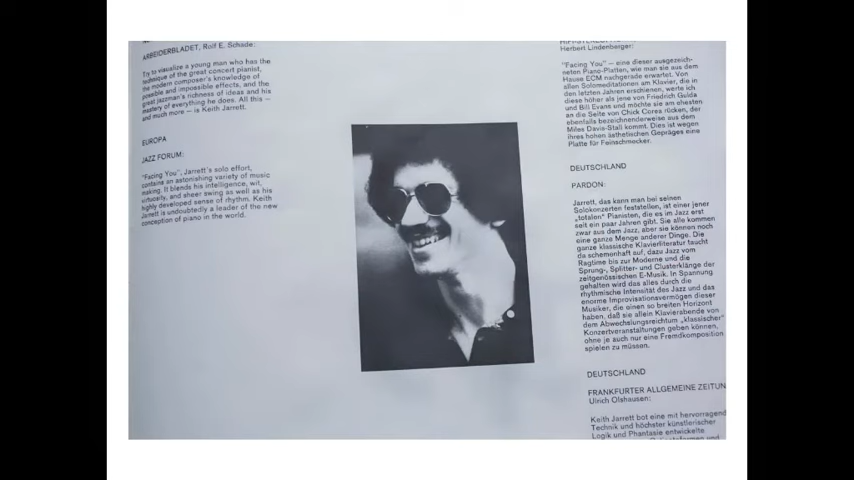 ARBEIDERBLADET, Rolf E. Schade:
Try to visualize a young man who has the
technique of the great concert pianist,
the modern composer's knowledge of
possible and impossible effects, and the
great jazzman's richness of ideas and his
mastery of everything he does. All this –
and much more – is Keith Jarrett.
EUROPA
JAZZ FORUM:
"Facing You", Jarrett's solo effort,
contains an astonishing variety of music
making. It blends his intelligence, wit,
virtuosity, and sheer swing as well as his
highly developed sense of rhythm. Keith
Jarrett is undoubtedly a leader of the new
conception of piano in the world.
Herbert Lindenberger:
"Facing You" – eine dieser ausgezeich-
neten Piano-Platten, wie man sie aus dem
Hause ECM nachgerade erwartet. Von
allen Solomeditationen am Klavier, die in
den letzten Jahren erschienen, werte ich
diese höher als jene von Friedrich Gulda
und Bill Evans und möchte sie am ehesten
an die Seite von Chick Corea rücken, der
ebenfalls bezeichnenderweise aus dem
Miles Davis-Stall kommt. Dies ist wegen
ihres hohen ästhetischen Gepräges eine
Platte für Feinschmecker.
DEUTSCHLAND
PARDON:
Jarrett, das kann man bei seinen
Solokonzerten feststellen, ist einer jener
„totalen" Pianisten, die es im Jazz erst
seit ein paar Jahren gibt. Sie alle kommen
zwar aus dem Jazz, aber sie können noch
eine ganze Menge anderer Dinge. Die
ganze klassische Klavierliteratur taucht
da schemenhaft auf, dazu Jazz vom
Ragtime bis zur Moderne und die
Sprung-, Splitter- und Clusterklänge der
zeitgenössischen E-Musik. In Spannung
gehalten wird das alles durch die
rhythmische Intensität des Jazz und das
enorme Improvisationsvermögen dieser
Musiker, die einen so breiten Horizont
haben, daß sie allein Klavierabende von
dem Abwechslungsreichtum „klassischer"
Konzertveranstaltungen geben können,
ohne je auch nur eine Fremdkomposition
spielen zu müssen.
DEUTSCHLAND
FRANKFURTER ALLGEMEINE ZEITUN
Ulrich Olshausen:
Keith Jarrett bot eine mit hervorragend
Technik und höchster künstlerischer
Logik und Phantasie entwickelte